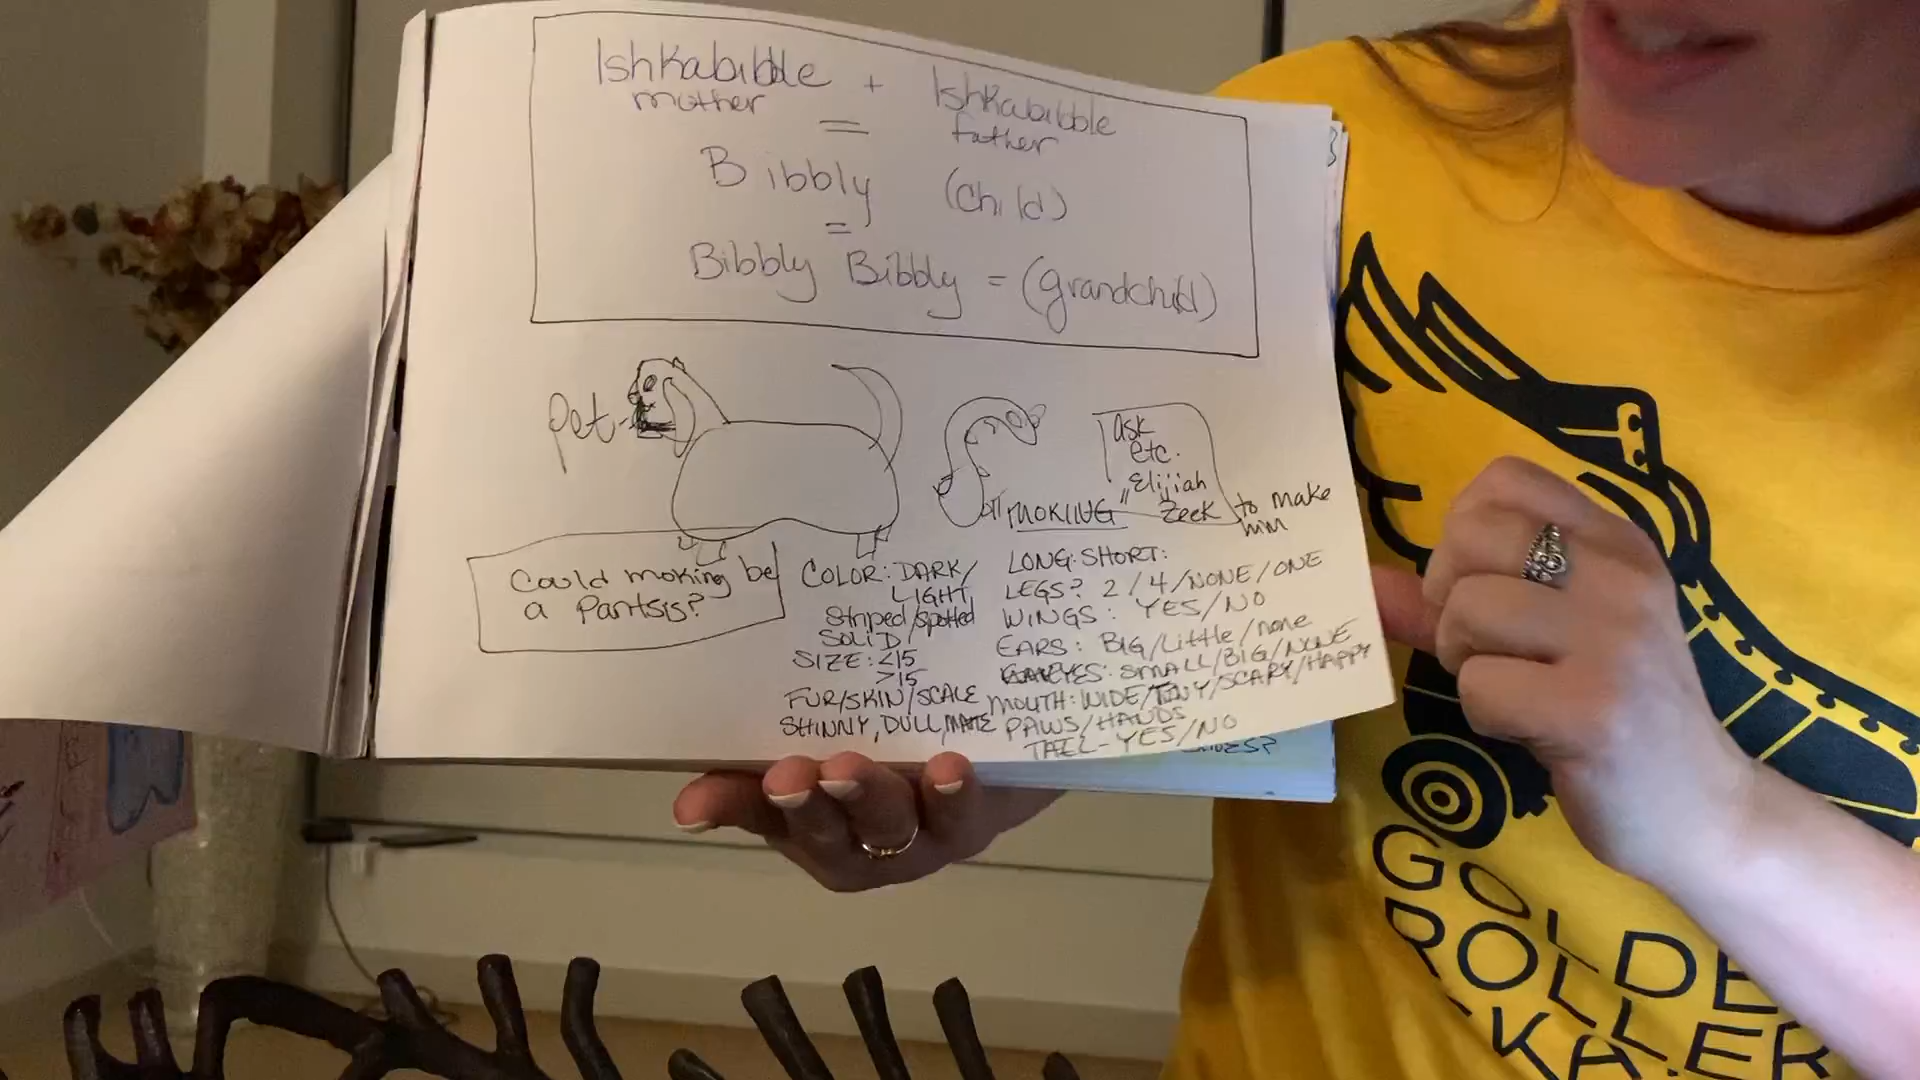 Ishkabibble + Ishkabibble
mother father
=
Bibbly (child)
=
Bibbly Bibbly = (grandchild)
Pet-
ask
etc.
"Elijiah
MOKIING" Zeek to make
him
Could moking be
a Partsis?
COLOR: DARK/
LIGHT
Striped/spotted
SOLID
SIZE: <15
>15
FUR/SKIN/SCALE
SHINNY, DULL, MATE
LONG: SHORT:
LEGS? 2/4/NONE/ONE
WINGS: YES/NO
EARS: BIG/Little/none
EYES: SMALL/BIG/NONE
MOUTH: WIDE/TINY/SCARY/HAPPY
PAWS/HANDS
TAIL-YES/NO
GOLDE
ROLLER